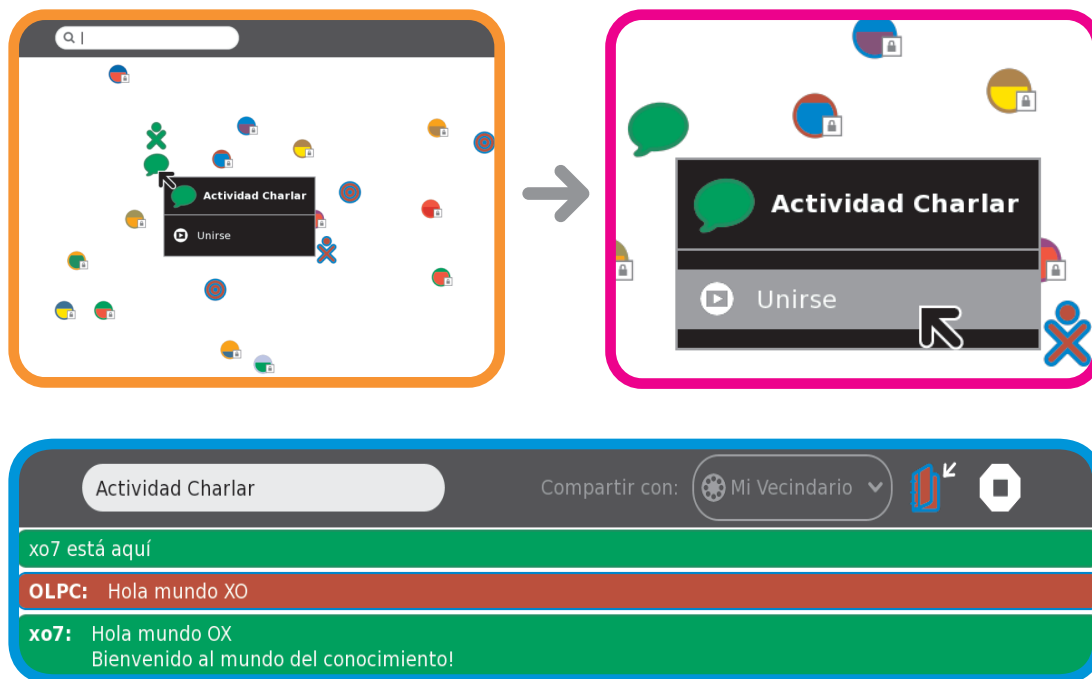 Actividad Charlar
Unirse
Actividad Charlar
Unirse
Actividad Charlar
Compartir con:
Mi Vecindario
xo7 está aquí
OLPC: Hola mundo XO
xo7: Hola mundo OX
Bienvenido al mundo del conocimiento!